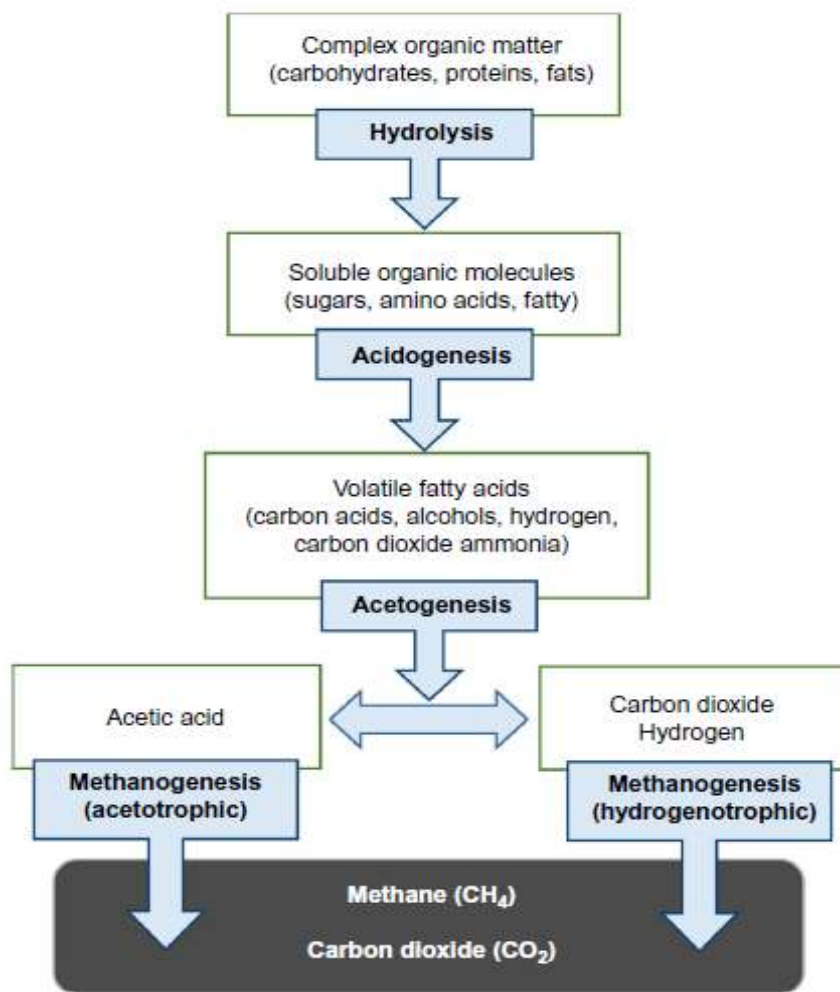 Complex organic matter
(carbohydrates, proteins, fats)
Hydrolysis
Soluble organic molecules
(sugars, amino acids, fatty)
Acidogenesis
Volatile fatty acids
(carbon acids, alcohols, hydrogen,
carbon dioxide ammonia)
Acetogenesis
Acetic acid
Carbon dioxide
Hydrogen
Methanogenesis
(acetotrophic)
Methanogenesis
(hydrogenotrophic)
Methane (CH₄)
Carbon dioxide (CO₂)